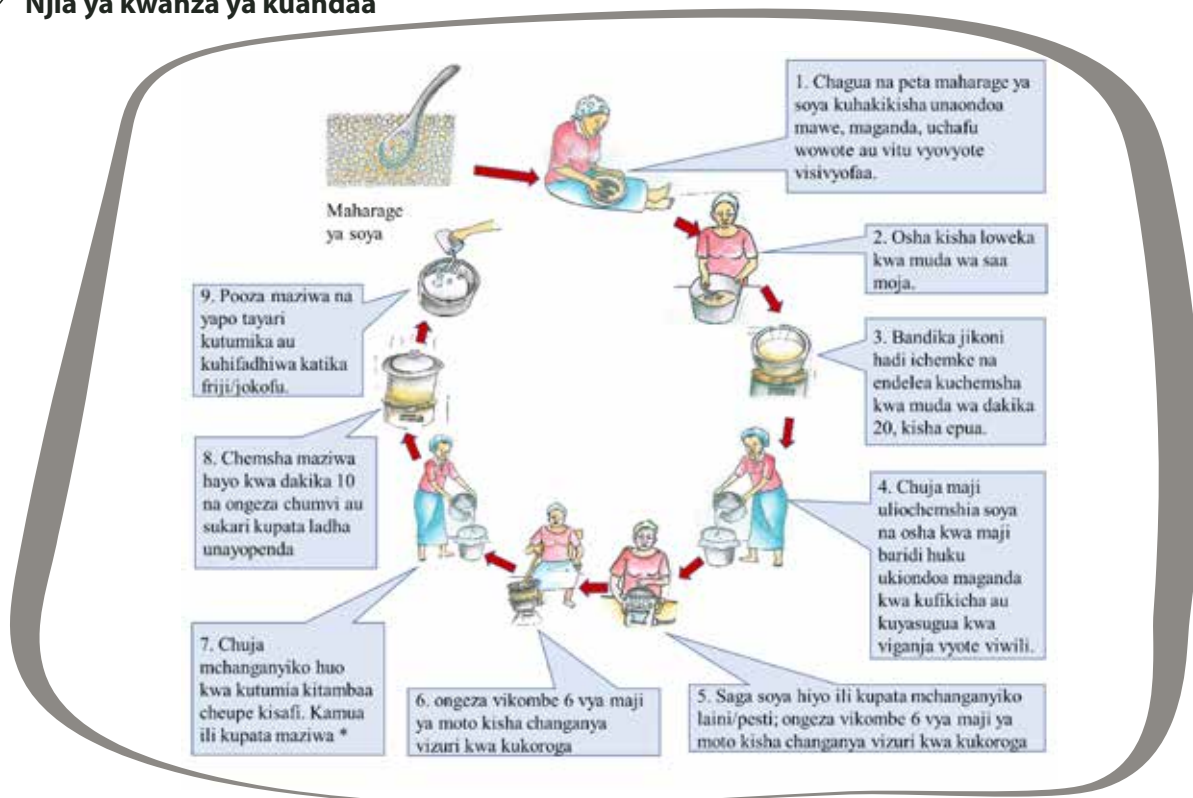 Njia ya kwanza ya kuandaa
Maharage
ya soya
1. Chagua na peta maharage ya
soya kuhakikisha unaondoa
mawe, maganda, uchafu
wowote au vitu vyovyote
visivyofaa.
2. Osha kisha loweka
kwa muda wa saa
moja.
3. Bandika jikoni
hadi ichemke na
endelea kuchemsha
kwa muda wa dakika
20, kisha epua.
4. Chuja maji
uliochemshia soya
na osha kwa maji
baridi huku
ukiondoa maganda
kwa kufikicha au
kuyasugua kwa
viganja vyote viwili.
5. Saga soya hiyo ili kupata mchanganyiko
laini/pesti; ongeza vikombe 6 vya maji ya
moto kisha changanya vizuri kwa kukoroga
6. ongeza vikombe 6 vya maji
ya moto kisha changanya
vizuri kwa kukoroga
7. Chuja
mchanganyiko huo
kwa kutumia kitambaa
cheupe kisafi. Kamua
ili kupata maziwa *
8. Chemsha maziwa
hayo kwa dakika 10
na ongeza chumvi au
sukari kupata ladha
unayopenda
9. Pooza maziwa na
yapo tayari
kutumika au
kuhifadhiwa katika
friji/jokofu.